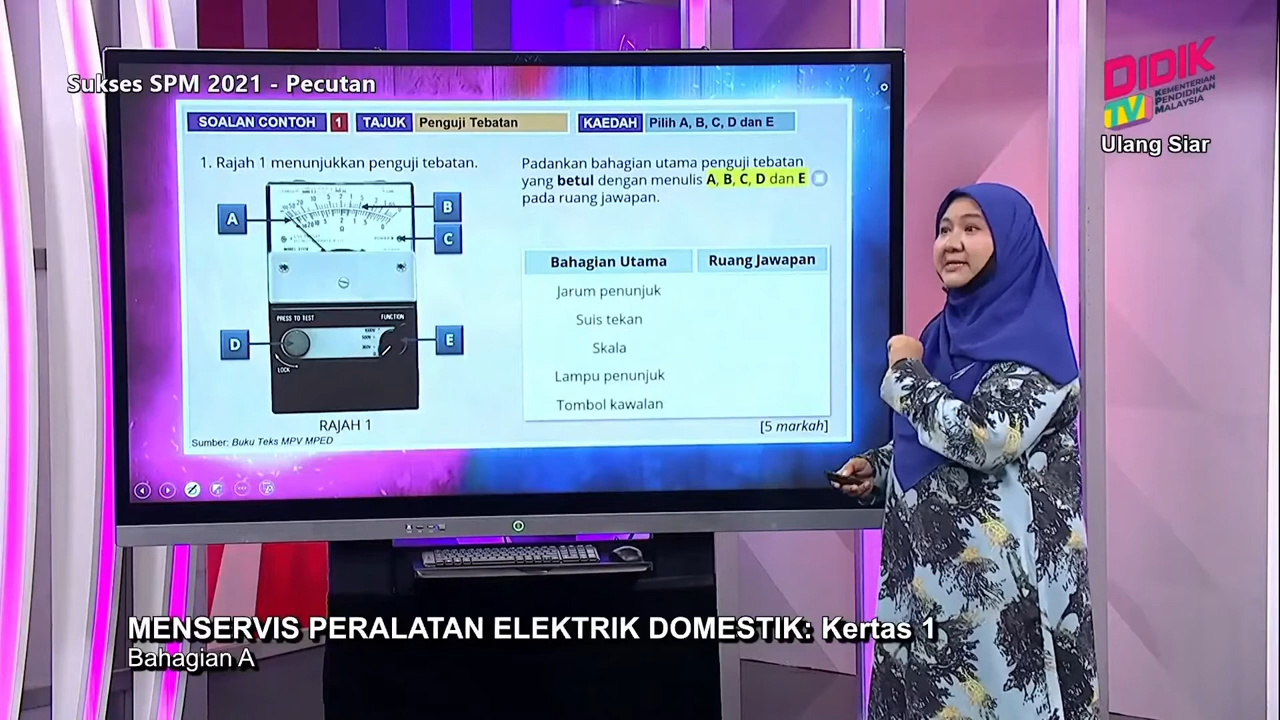 Sukses SPM 2021 - Pecutan
DIDIK
TV
KEMENTERIAN
PENDIDIKAN
MALAYSIA
Ulang Siar
SOALAN CONTOH 1 TAJUK Penguji Tebatan KAEDAH Pilih A, B, C, D dan E
1. Rajah 1 menunjukkan penguji tebatan.
A
B
C
D
E
PRESS TO TEST
FUNCTION
LOCK
RAJAH 1
Sumber: Buku Teks MPV MPED
Padankan bahagian utama penguji tebatan
yang betul dengan menulis A, B, C, D dan E
pada ruang jawapan.
Bahagian Utama Ruang Jawapan
Jarum penunjuk
Suis tekan
Skala
Lampu penunjuk
Tombol kawalan
[5 markah]
MENSERVIS PERALATAN ELEKTRIK DOMESTIK: Kertas 1
Bahagian A